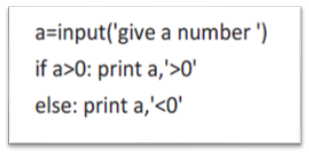 a=input('give a number ')
if a>0: print a,'>0'
else: print a,'<0'